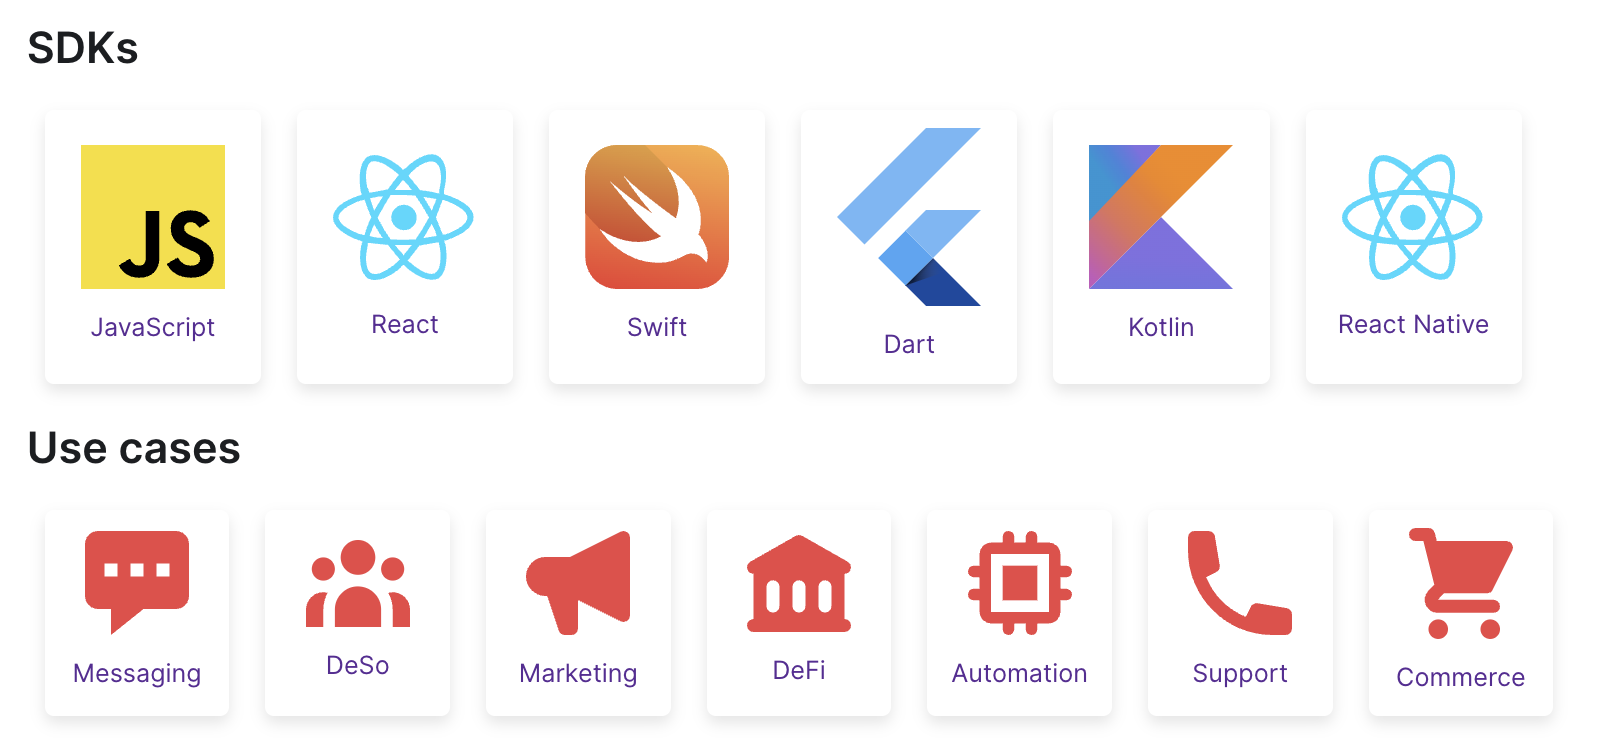 SDKs
JS
JavaScript
React
Swift
Dart
Kotlin
React Native
Use cases
Messaging
DeSo
Marketing
DeFi
Automation
Support
Commerce